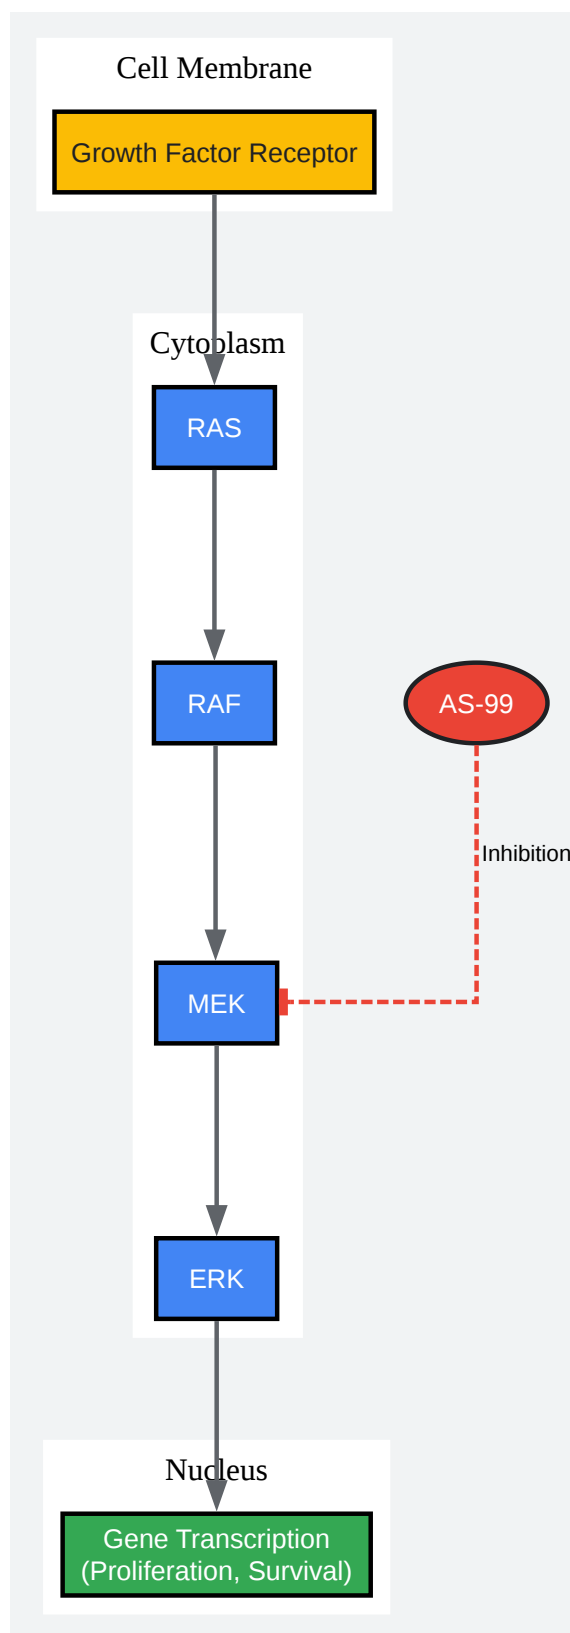 Cell Membrane
Growth Factor Receptor
Cytoplasm
RAS
RAF
AS-99
Inhibition
MEK
ERK
Nucleus
Gene Transcription
(Proliferation, Survival)